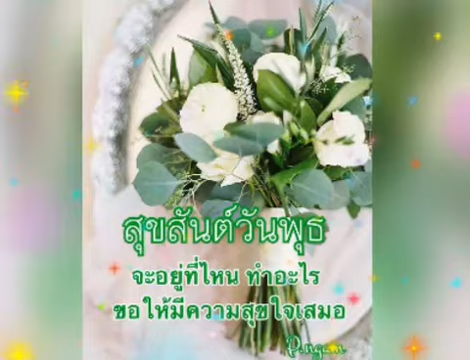 สุขสันต์วันพุธ
จะอยู่ที่ไหน ทำอะไร
ขอให้มีความสุขใจเสมอ